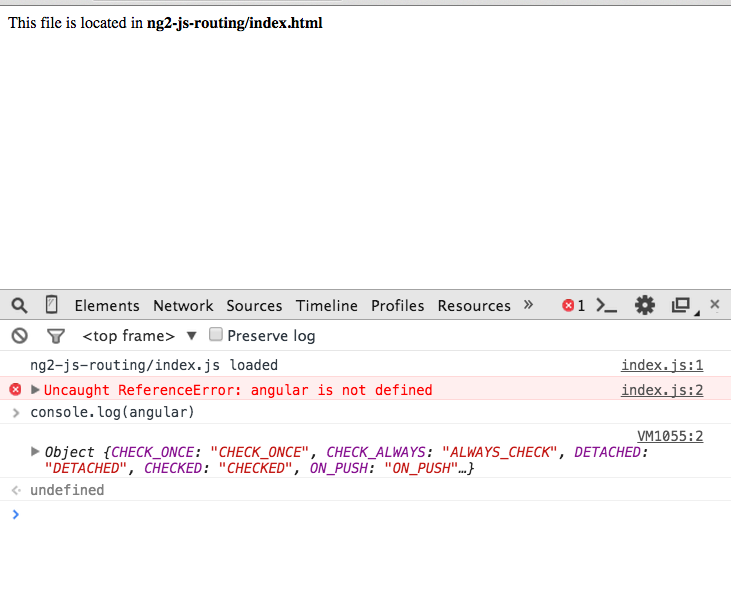 This file is located in ng2-js-routing/index.html
Elements Network Sources Timeline Profiles Resources » 1
<top frame> ▼ Preserve log
ng2-js-routing/index.js loaded index.js:1
Uncaught ReferenceError: angular is not defined index.js:2
console.log(angular)
VM1055:2
Object {CHECK_ONCE: "CHECK_ONCE", CHECK_ALWAYS: "ALWAYS_CHECK", DETACHED:
"DETACHED", CHECKED: "CHECKED", ON_PUSH: "ON_PUSH"…}
undefined